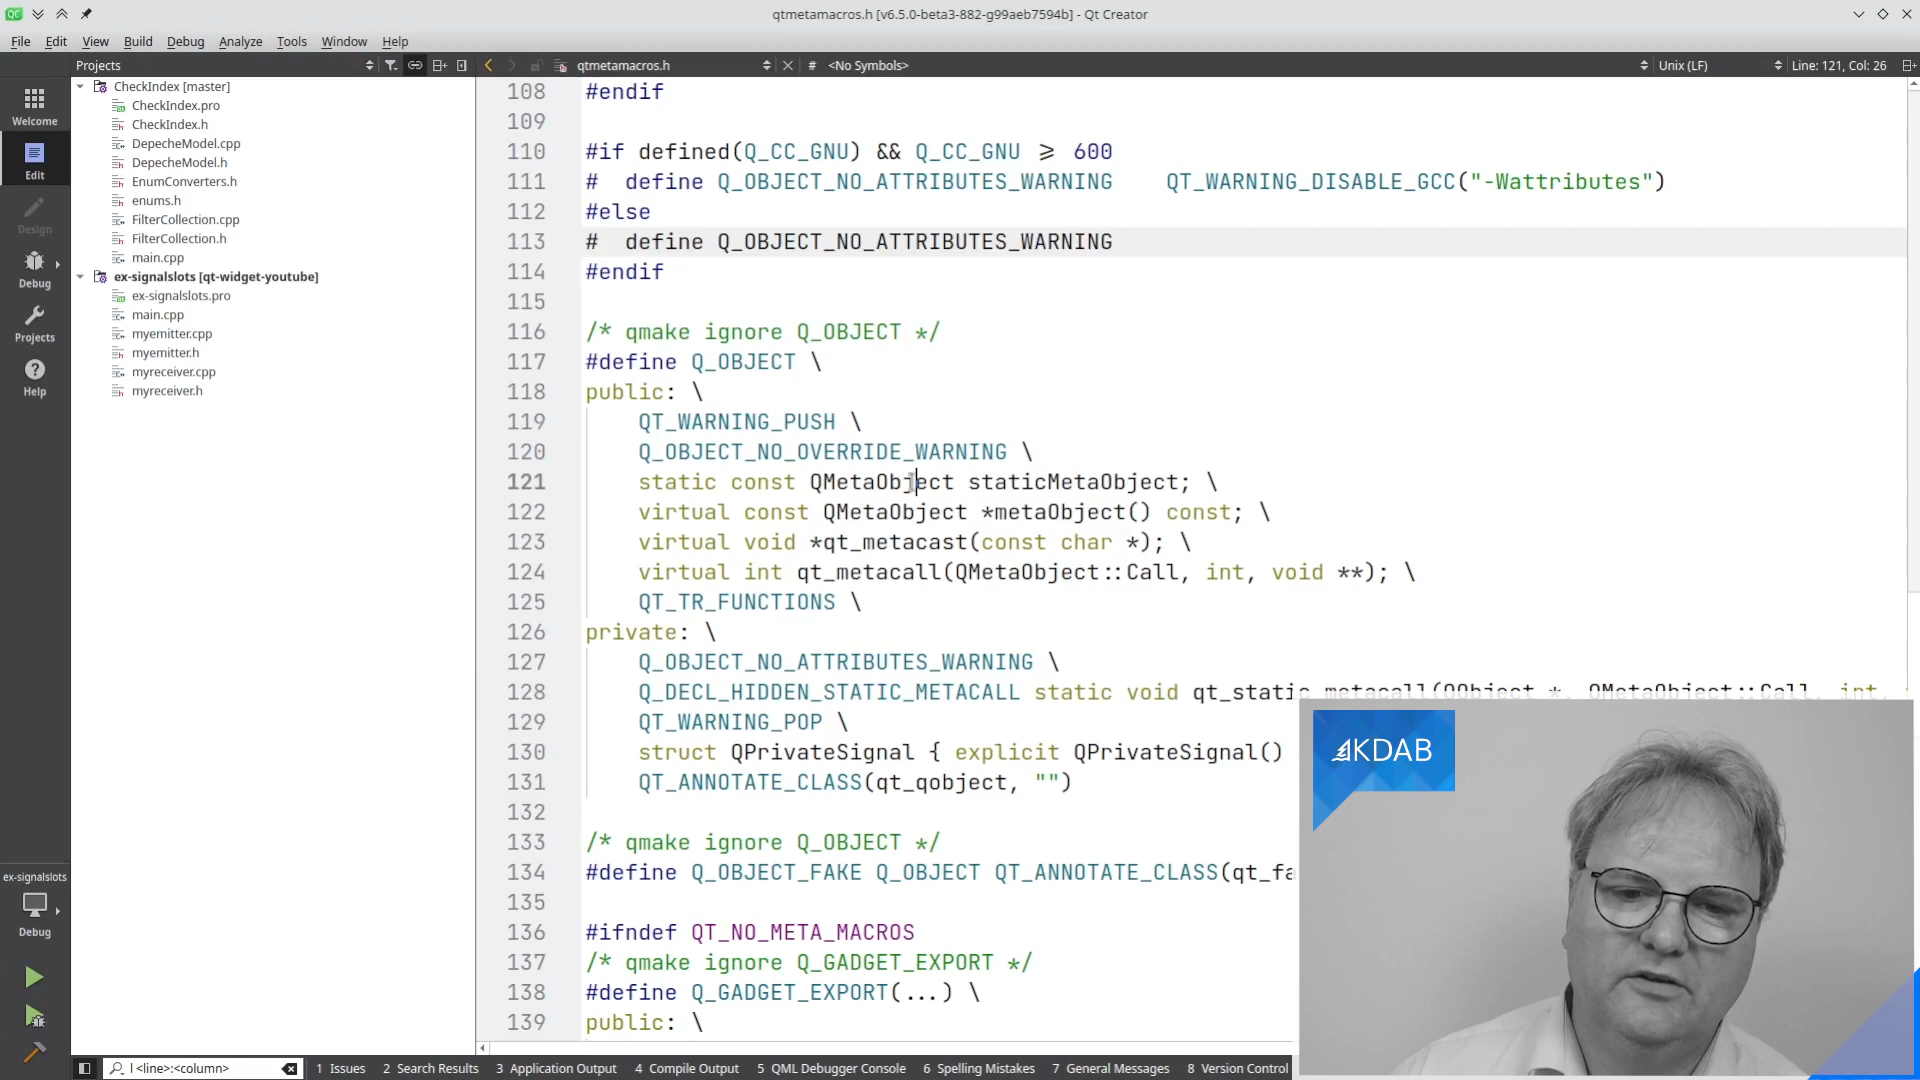 qtmetamacros.h [v6.5.0-beta3-882-g99aeb7594b] - Qt Creator
File Edit View Build Debug Analyze Tools Window Help
Projects
qtmetamacros.h
# <No Symbols>
Unix (LF)
Line: 121, Col: 26
Welcome
Edit
Design
Debug
Projects
Help
ex-signalslots
Debug
CheckIndex [master]
CheckIndex.pro
CheckIndex.h
DepecheModel.cpp
DepecheModel.h
EnumConverters.h
enums.h
FilterCollection.cpp
FilterCollection.h
main.cpp
ex-signalslots [qt-widget-youtube]
ex-signalslots.pro
main.cpp
myemitter.cpp
myemitter.h
myreceiver.cpp
myreceiver.h
108 #endif
109
110 #if defined(Q_CC_GNU) && Q_CC_GNU >= 600
111 #  define Q_OBJECT_NO_ATTRIBUTES_WARNING    QT_WARNING_DISABLE_GCC("-Wattributes")
112 #else
113 #  define Q_OBJECT_NO_ATTRIBUTES_WARNING
114 #endif
115
116 /* qmake ignore Q_OBJECT */
117 #define Q_OBJECT \
118 public: \
119     QT_WARNING_PUSH \
120     Q_OBJECT_NO_OVERRIDE_WARNING \
121     static const QMetaObject staticMetaObject; \
122     virtual const QMetaObject *metaObject() const; \
123     virtual void *qt_metacast(const char *); \
124     virtual int qt_metacall(QMetaObject::Call, int, void **); \
125     QT_TR_FUNCTIONS \
126 private: \
127     Q_OBJECT_NO_ATTRIBUTES_WARNING \
128     Q_DECL_HIDDEN_STATIC_METACALL static void qt_static_metacall(QObject *, QMetaObject::Call, int,
129     QT_WARNING_POP \
130     struct QPrivateSignal { explicit QPrivateSignal()
131     QT_ANNOTATE_CLASS(qt_qobject, "")
132
133 /* qmake ignore Q_OBJECT */
134 #define Q_OBJECT_FAKE Q_OBJECT QT_ANNOTATE_CLASS(qt_fa
135
136 #ifndef QT_NO_META_MACROS
137 /* qmake ignore Q_GADGET_EXPORT */
138 #define Q_GADGET_EXPORT(...) \
139 public: \
KDAB
l <line>:<column>
1 Issues 2 Search Results 3 Application Output 4 Compile Output 5 QML Debugger Console 6 Spelling Mistakes 7 General Messages 8 Version Control